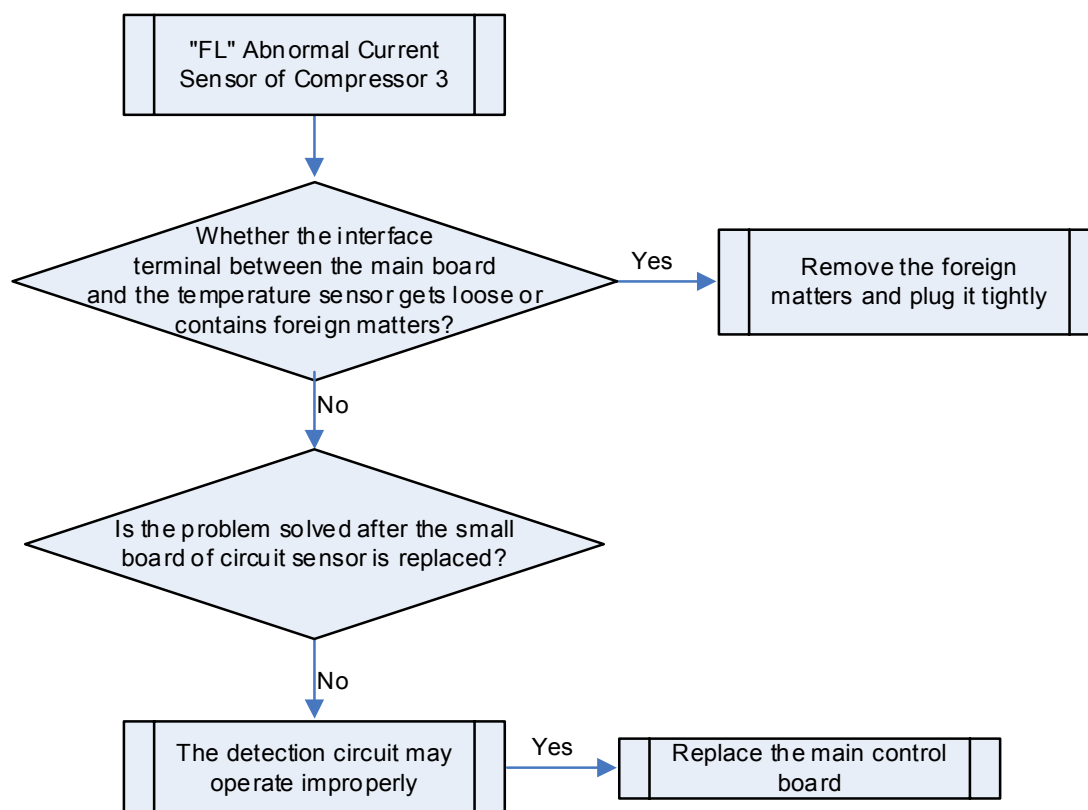 "FL" Abnormal Current
Sensor of Compressor 3
Whether the interface
terminal between the main board
and the temperature sensor gets loose or
contains foreign matters?
Yes
Remove the foreign
matters and plug it tightly
No
Is the problem solved after the small
board of circuit sensor is replaced?
No
The detection circuit may
operate improperly
Yes
Replace the main control
board